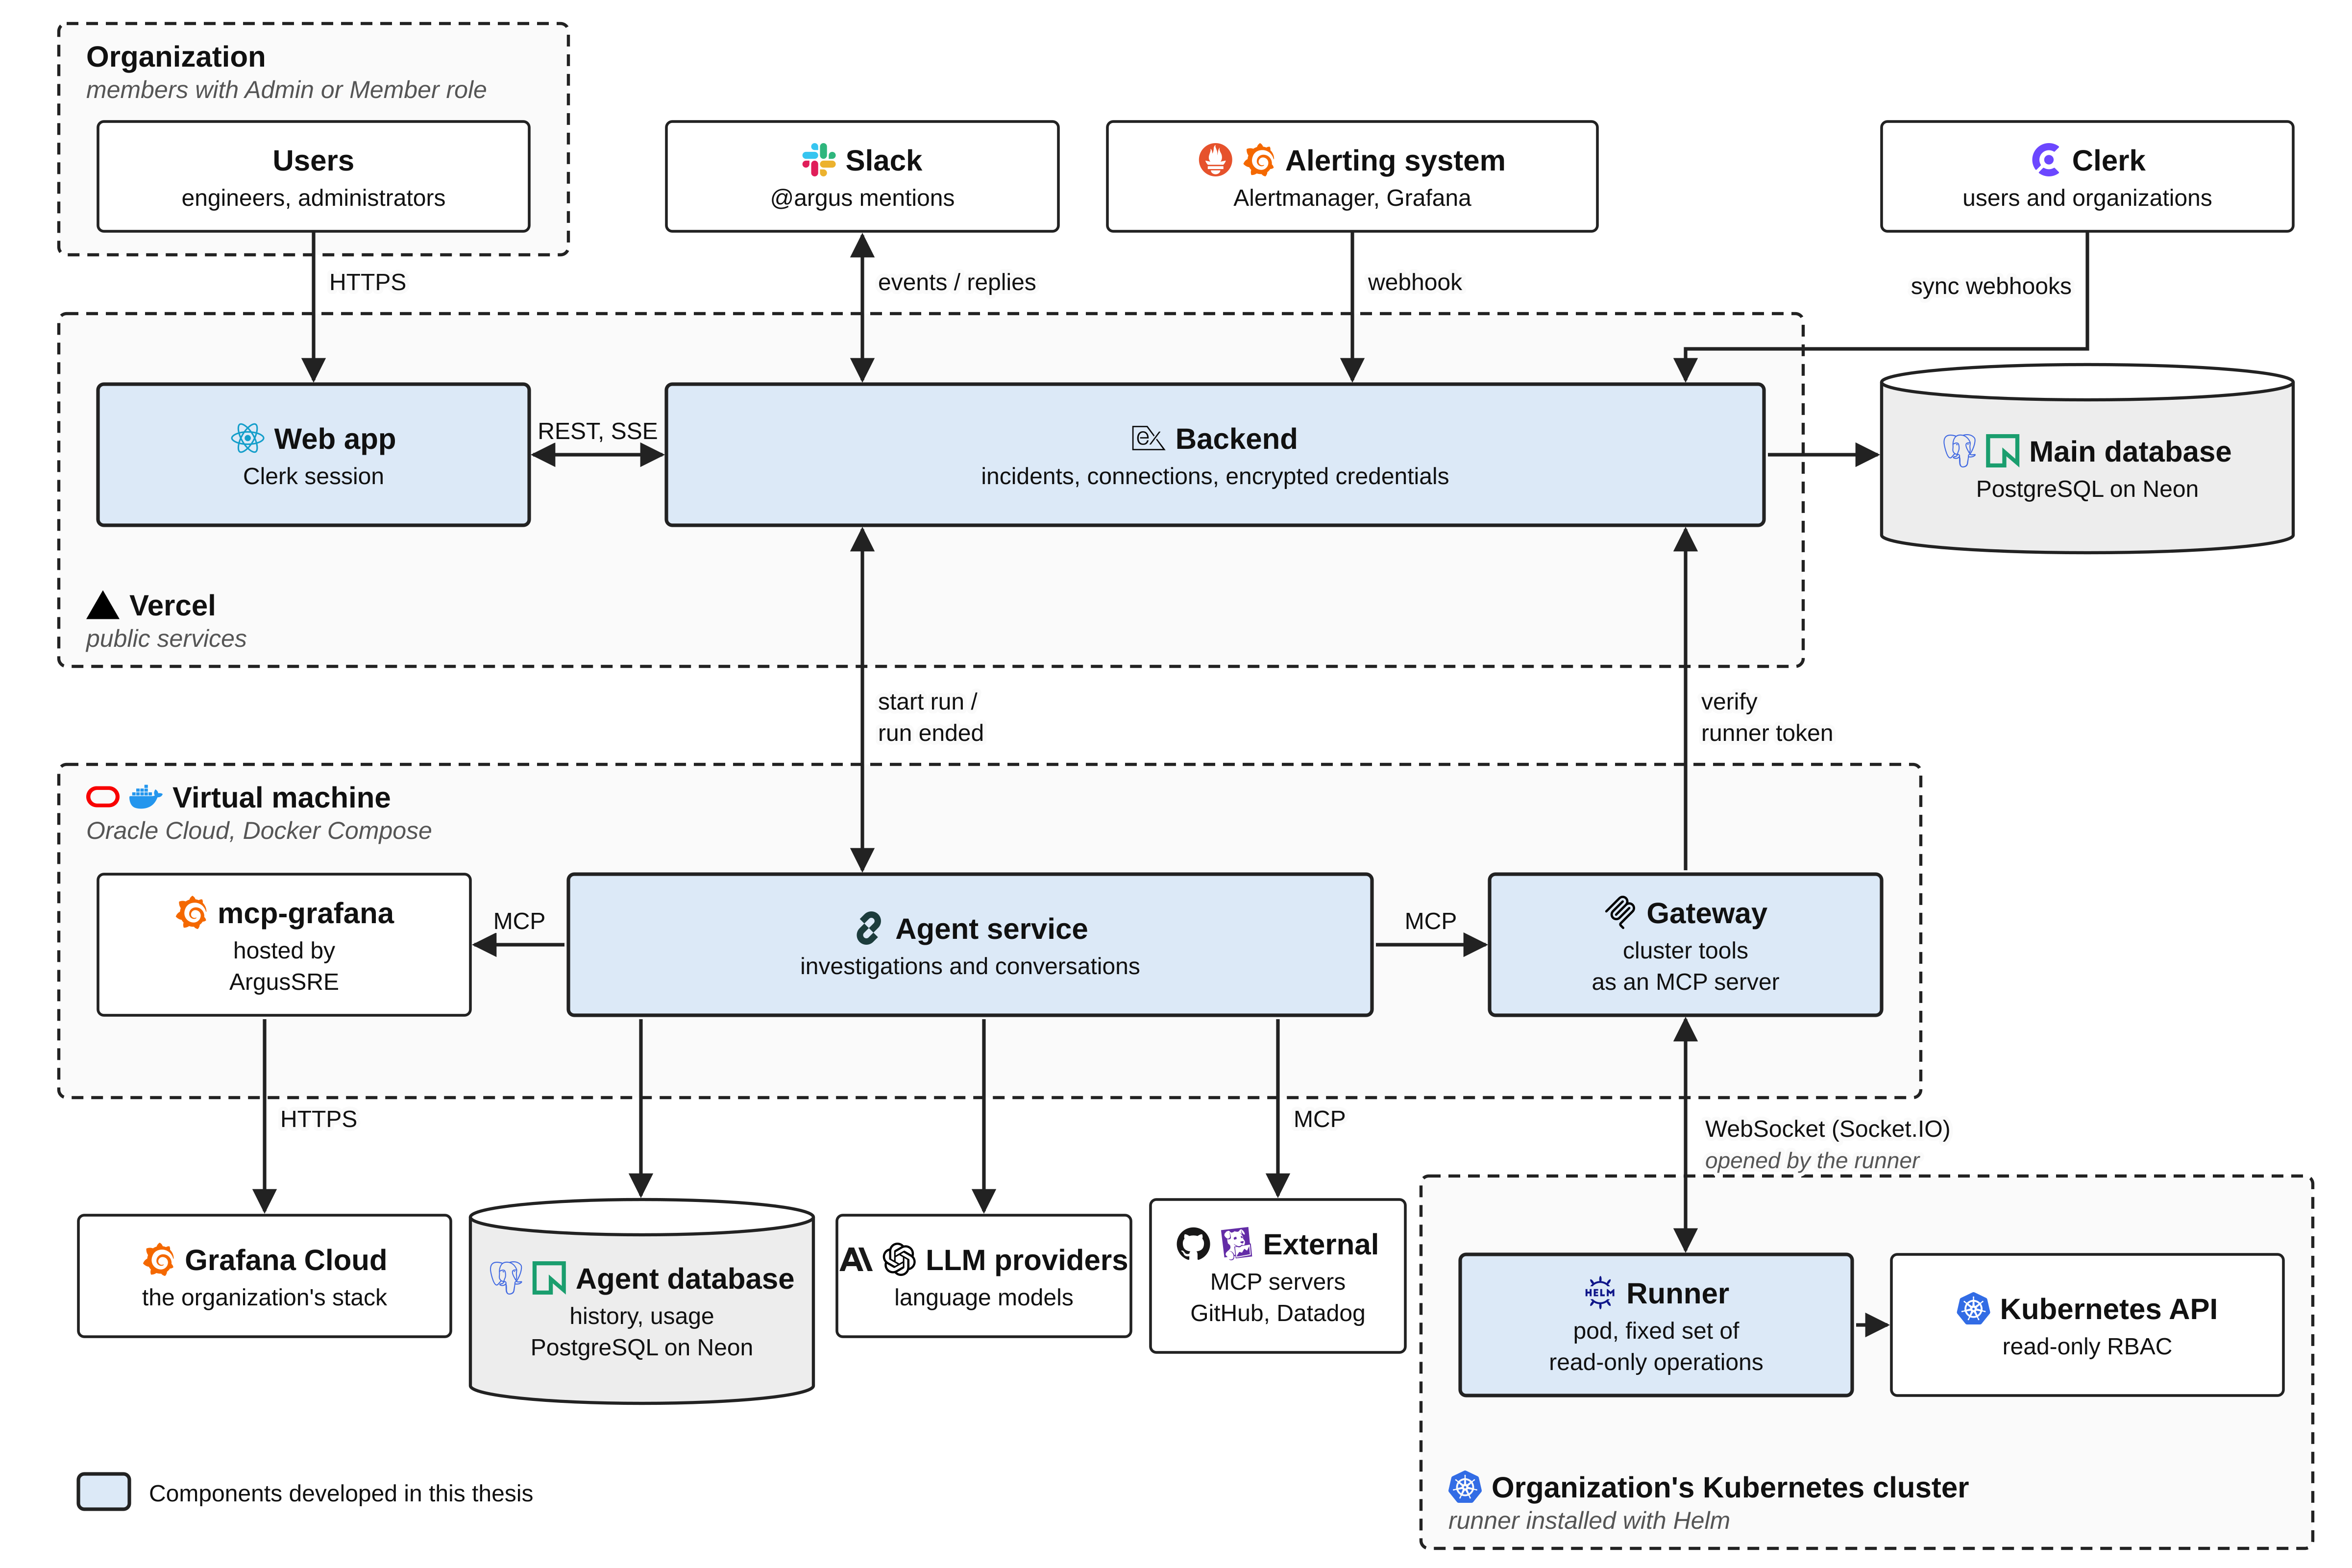 Organization
members with Admin or Member role
Users
engineers, administrators
Slack
@argus mentions
Alerting system
Alertmanager, Grafana
Clerk
users and organizations
HTTPS
events / replies
webhook
sync webhooks
Web app
Clerk session
REST, SSE
ex Backend
incidents, connections, encrypted credentials
Main database
PostgreSQL on Neon
Vercel
public services
start run /
run ended
verify
runner token
Virtual machine
Oracle Cloud, Docker Compose
mcp-grafana
hosted by
ArgusSRE
MCP
Agent service
investigations and conversations
MCP
Gateway
cluster tools
as an MCP server
HTTPS
MCP
WebSocket (Socket.IO)
opened by the runner
Grafana Cloud
the organization's stack
Agent database
history, usage
PostgreSQL on Neon
LLM providers
language models
External
MCP servers
GitHub, Datadog
HELM Runner
pod, fixed set of
read-only operations
Kubernetes API
read-only RBAC
Organization's Kubernetes cluster
runner installed with Helm
Components developed in this thesis